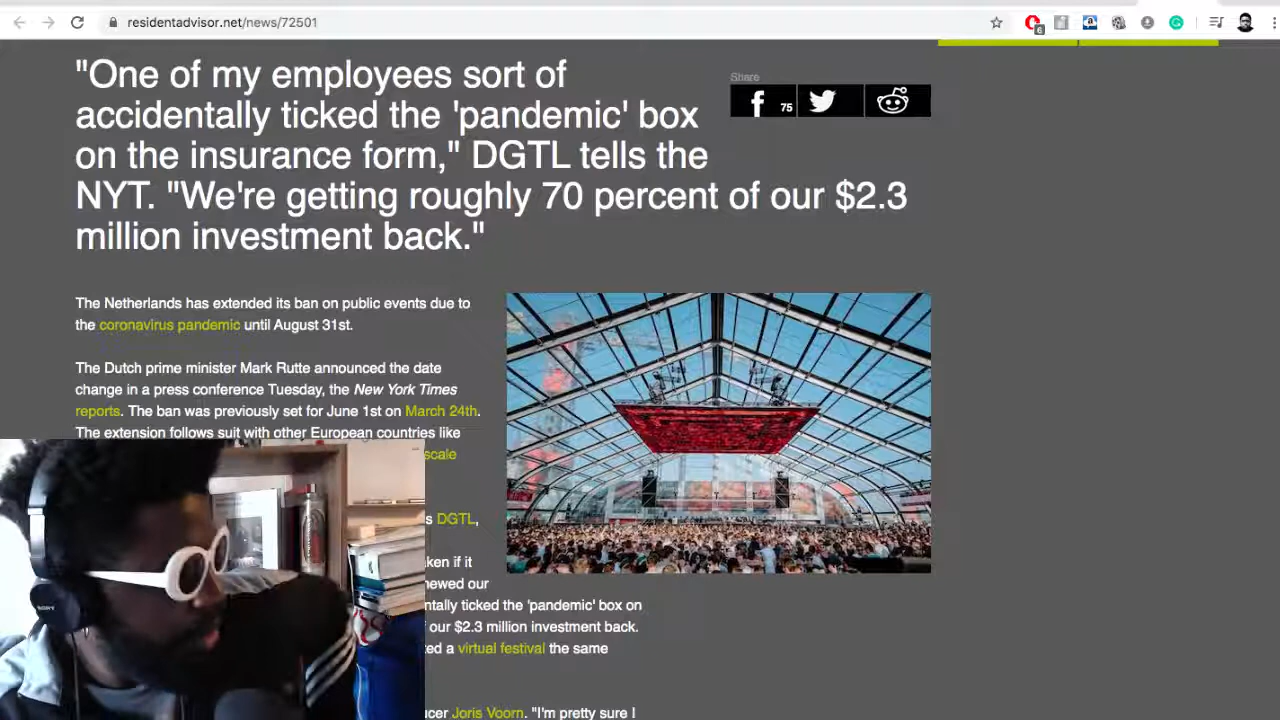 residentadvisor.net/news/72501
6
"One of my employees sort of
accidentally ticked the 'pandemic' box
on the insurance form," DGTL tells the
NYT. "We're getting roughly 70 percent of our $2.3
million investment back."
Share
75
The Netherlands has extended its ban on public events due to
the coronavirus pandemic until August 31st.
The Dutch prime minister Mark Rutte announced the date
change in a press conference Tuesday, the New York Times
reports. The ban was previously set for June 1st on March 24th.
The extension follows suit with other European countries like
scale
s DGTL,
ken if it
newed our
ntally ticked the 'pandemic' box on
f our $2.3 million investment back.
ted a virtual festival the same
ucer Joris Voorn. "I'm pretty sure I
SONY